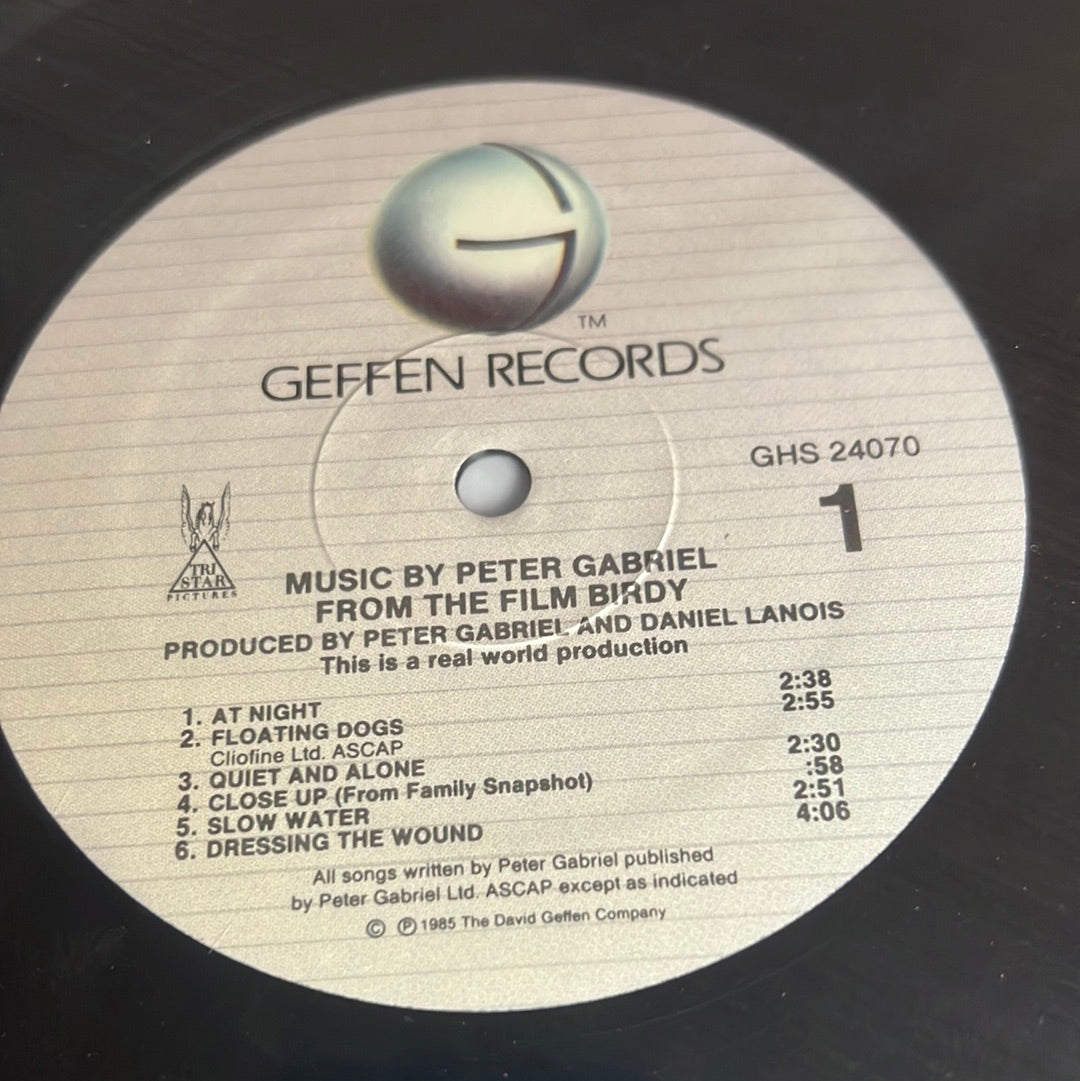 TM
GEFFEN RECORDS
GHS 24070
1
TRI
STAR
PICTURES
MUSIC BY PETER GABRIEL
FROM THE FILM BIRDY
PRODUCED BY PETER GABRIEL AND DANIEL LANOIS
This is a real world production
1. AT NIGHT 2:38
2. FLOATING DOGS 2:55
Cliofine Ltd. ASCAP
3. QUIET AND ALONE 2:30
4. CLOSE UP (From Family Snapshot) :58
5. SLOW WATER 2:51
6. DRESSING THE WOUND 4:06
All songs written by Peter Gabriel published
by Peter Gabriel Ltd. ASCAP except as indicated
© ℗ 1985 The David Geffen Company